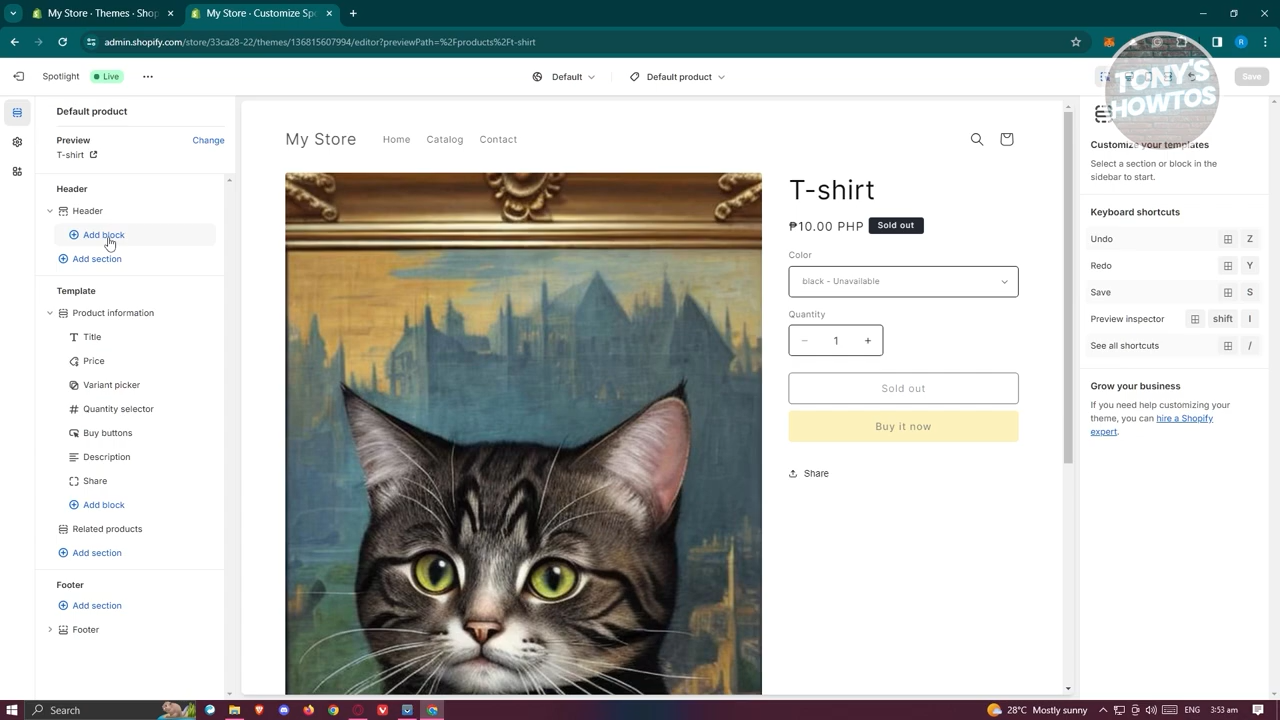 The Spotlight Theme · Shop
Customize Spotlight · Customize Sp
admin.shopify.com/store/33ca28-22/themes/136815607994/editor?previewPath=%2Fproducts%2Ft-shirt
Spotlight
Live
Default
Default product
Save
TONY'S
HOWTOS
Default product
Preview
Change
T-shirt
Header
Header
Add block
Add section
Template
Product information
Title
Price
Variant picker
Quantity selector
Buy buttons
Description
Share
Add block
Related products
Add section
Footer
Add section
Footer
My Store
Home
Catalog
Contact
T-shirt
₱10.00 PHP
Sold out
Color
black - Unavailable
Quantity
1
Sold out
Buy it now
Share
Customize your templates
Select a section or block in the
sidebar to start.
Keyboard shortcuts
Undo
Z
Redo
Y
Save
S
Preview inspector
shift
I
See all shortcuts
/
Grow your business
If you need help customizing your
theme, you can hire a Shopify
expert.
Search
28°C Mostly sunny
ENG
3:53 am